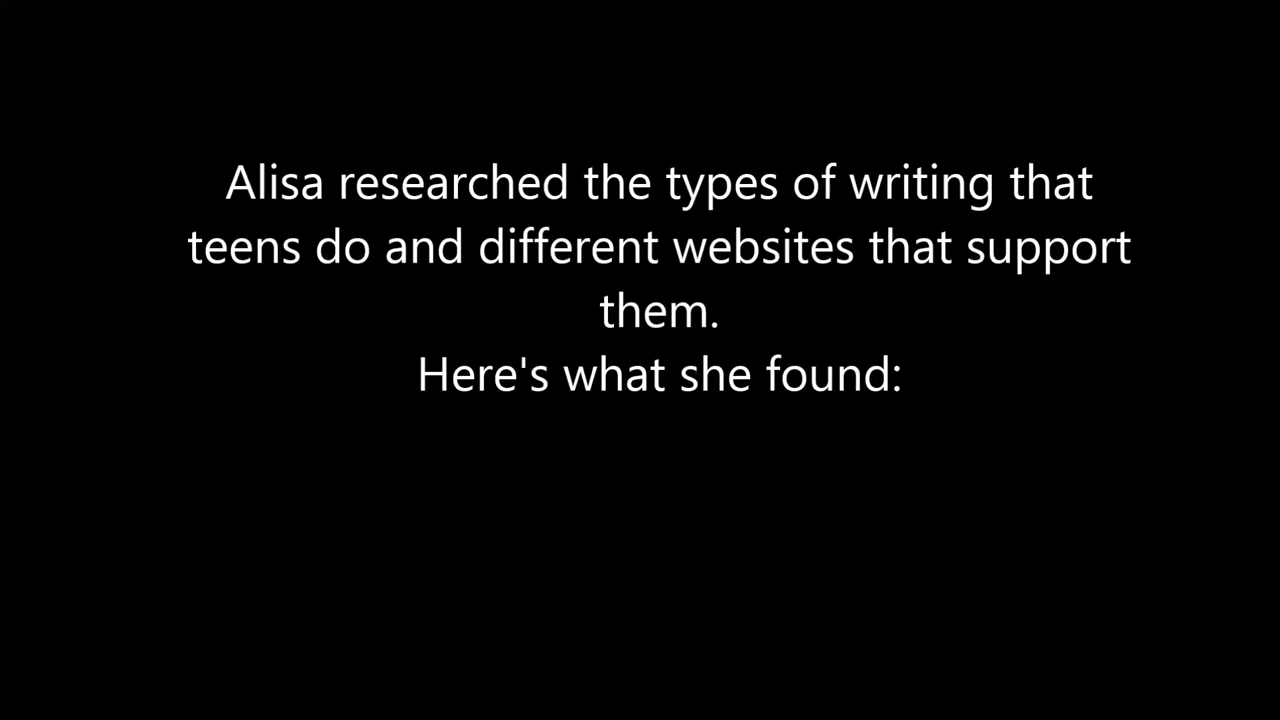 Alisa researched the types of writing that
teens do and different websites that support
them.
Here's what she found: